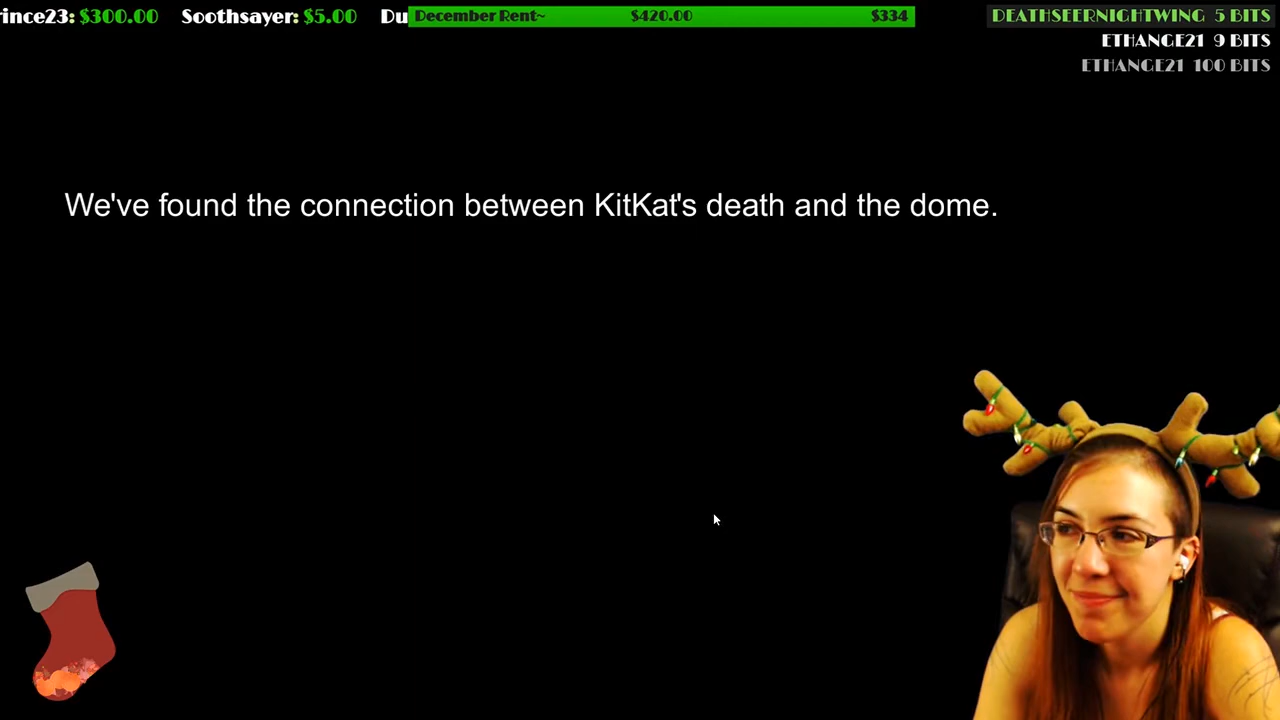 rince23: $300.00 Soothsayer: $5.00 Du
December Rent~ $420.00 $334
DEATHSEERNIGHTWING 5 BITS
ETHANGE21 9 BITS
ETHANGE21 100 BITS
We've found the connection between KitKat's death and the dome.